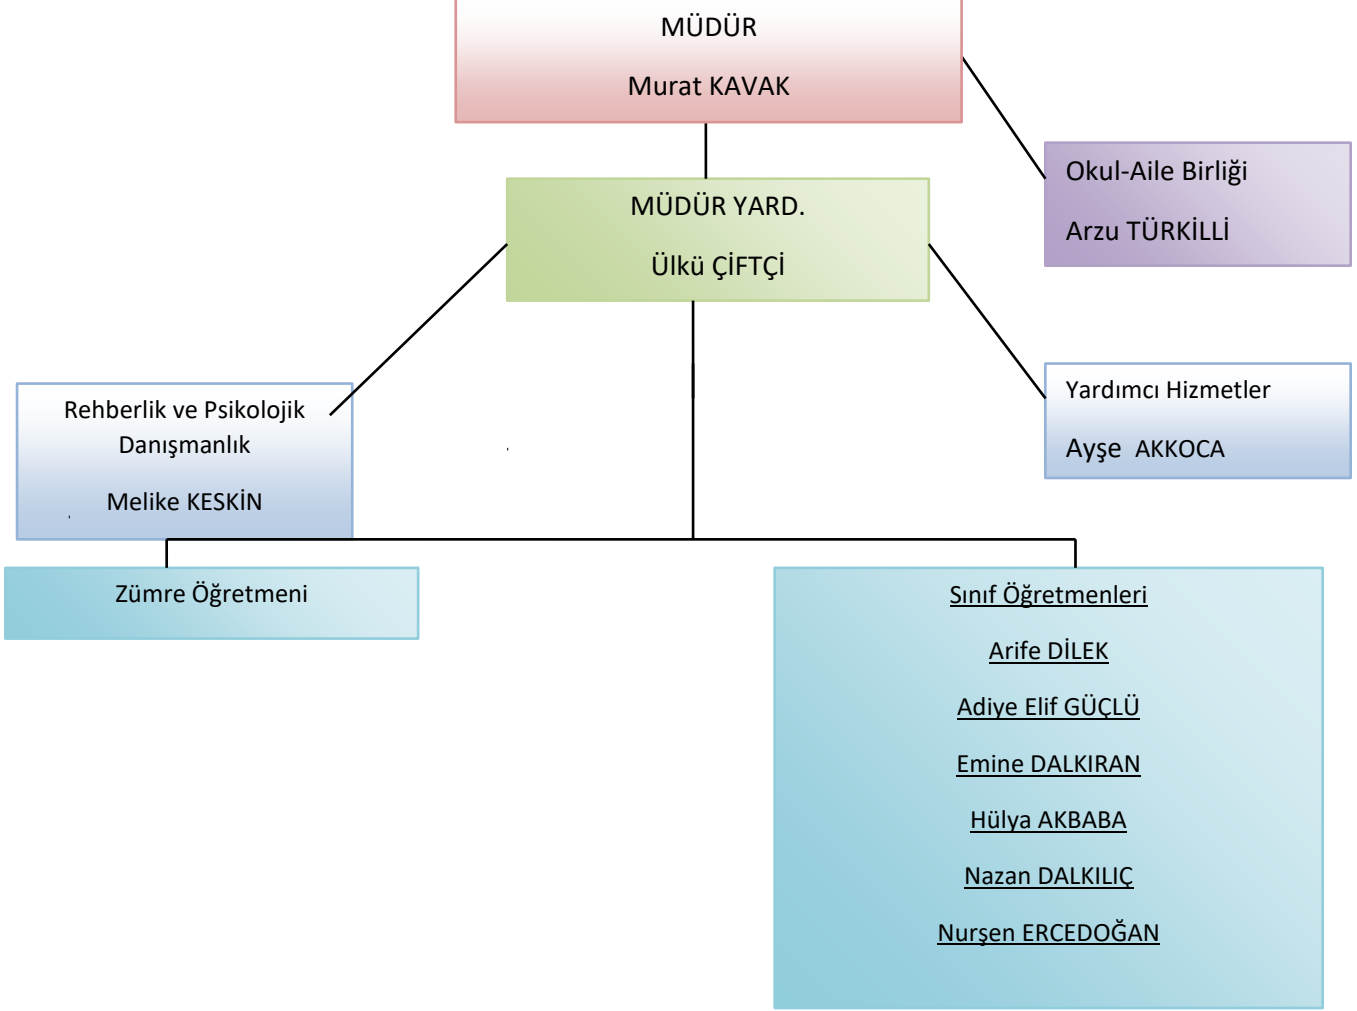 MÜDÜR
Murat KAVAK
Okul-Aile Birliği
Arzu TÜRKİLLİ
MÜDÜR YARD.
Ülkü ÇİFTÇİ
Yardımcı Hizmetler
Ayşe AKKOCA
Rehberlik ve Psikolojik
Danışmanlık
Melike KESKİN
Zümre Öğretmeni
Sınıf Öğretmenleri
Arife DİLEK
Adiye Elif GÜÇLÜ
Emine DALKIRAN
Hülya AKBABA
Nazan DALKILIÇ
Nurşen ERCEDOĞAN